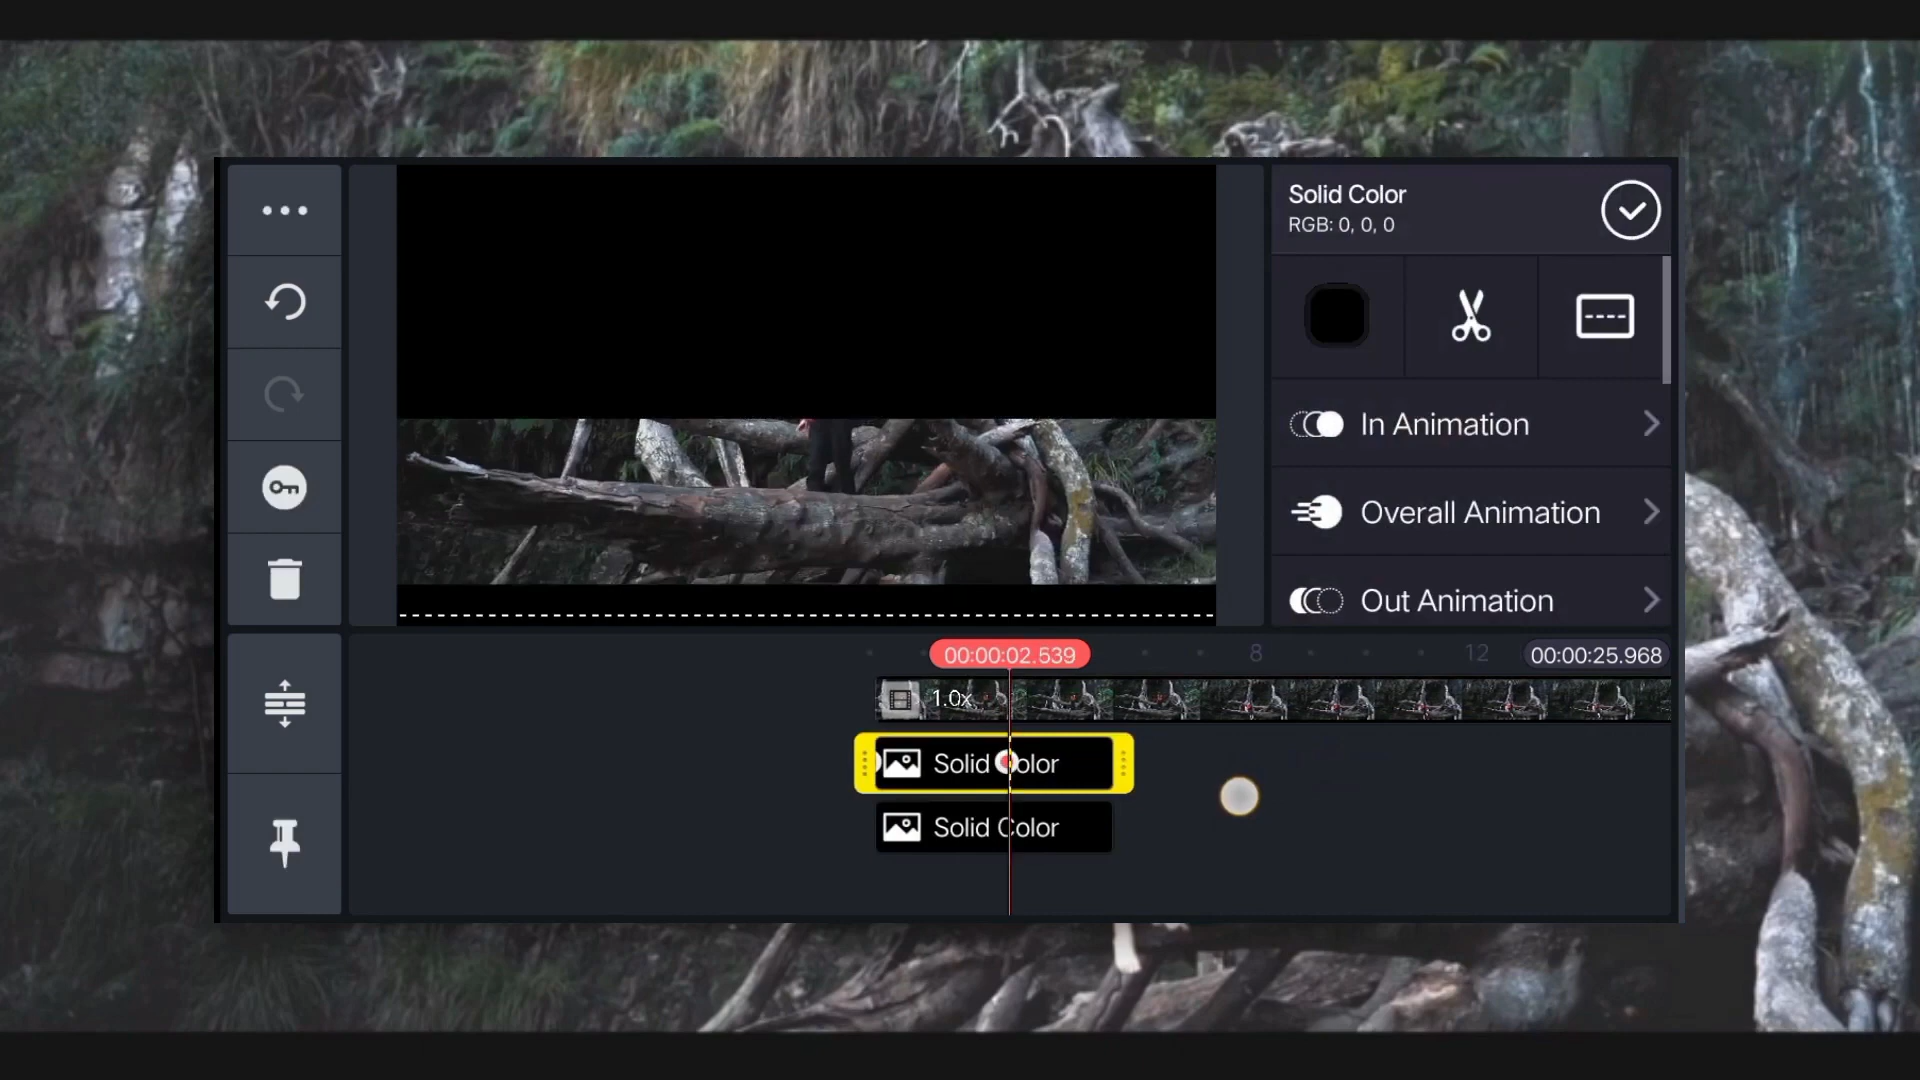 Solid Color
RGB: 0, 0, 0
In Animation
Overall Animation
Out Animation
00:00:02.539
8
12
00:00:25.968
1.0x
Solid Color
Solid Color